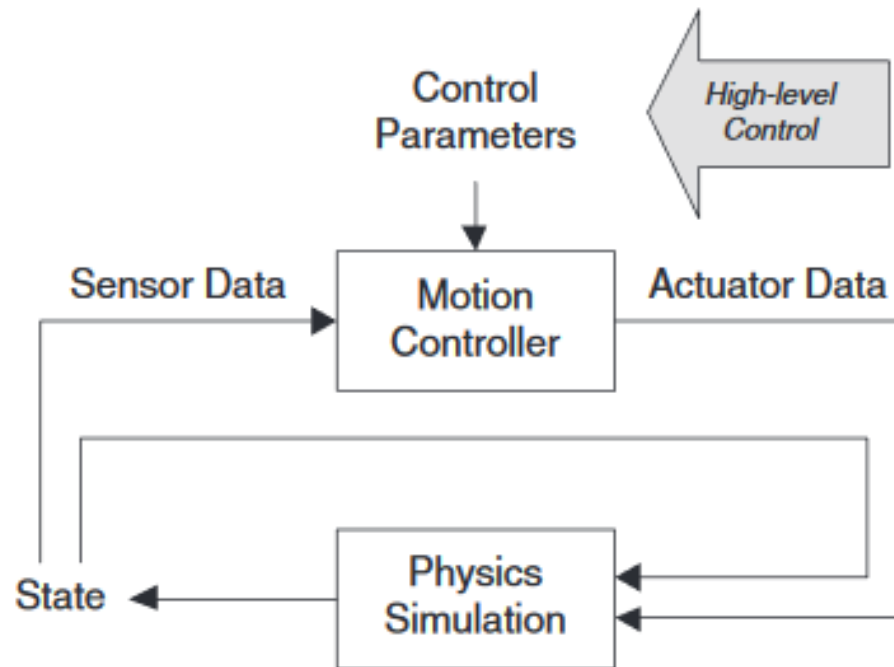 Control
Parameters
High-level
Control
Sensor Data
Motion
Controller
Actuator Data
Physics
Simulation
State